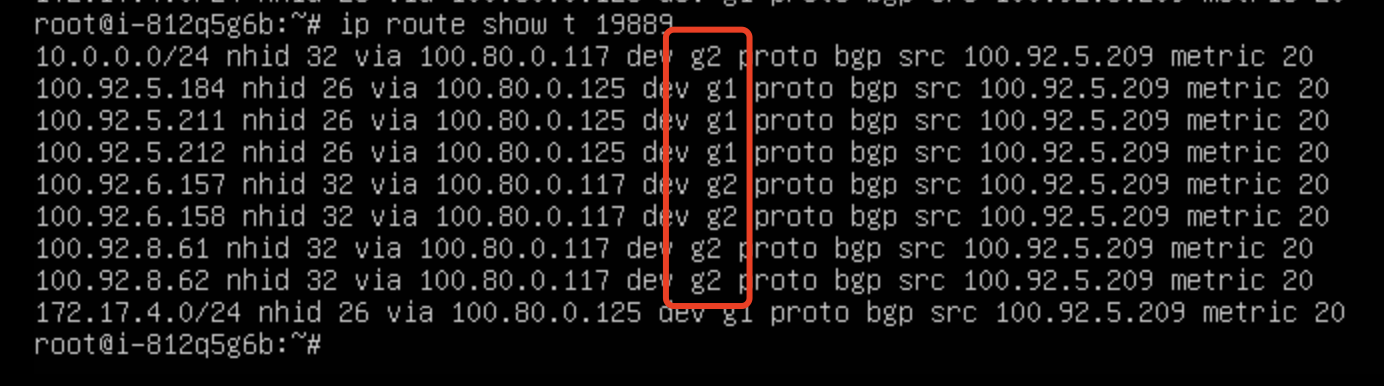 root@i-812q5g6b:~# ip route show t 19889
10.0.0.0/24 nhid 32 via 100.80.0.117 dev g2 proto bgp src 100.92.5.209 metric 20
100.92.5.184 nhid 26 via 100.80.0.125 dev g1 proto bgp src 100.92.5.209 metric 20
100.92.5.211 nhid 26 via 100.80.0.125 dev g1 proto bgp src 100.92.5.209 metric 20
100.92.5.212 nhid 26 via 100.80.0.125 dev g1 proto bgp src 100.92.5.209 metric 20
100.92.6.157 nhid 32 via 100.80.0.117 dev g2 proto bgp src 100.92.5.209 metric 20
100.92.6.158 nhid 32 via 100.80.0.117 dev g2 proto bgp src 100.92.5.209 metric 20
100.92.8.61 nhid 32 via 100.80.0.117 dev g2 proto bgp src 100.92.5.209 metric 20
100.92.8.62 nhid 32 via 100.80.0.117 dev g2 proto bgp src 100.92.5.209 metric 20
172.17.4.0/24 nhid 26 via 100.80.0.125 dev g1 proto bgp src 100.92.5.209 metric 20
root@i-812q5g6b:~#